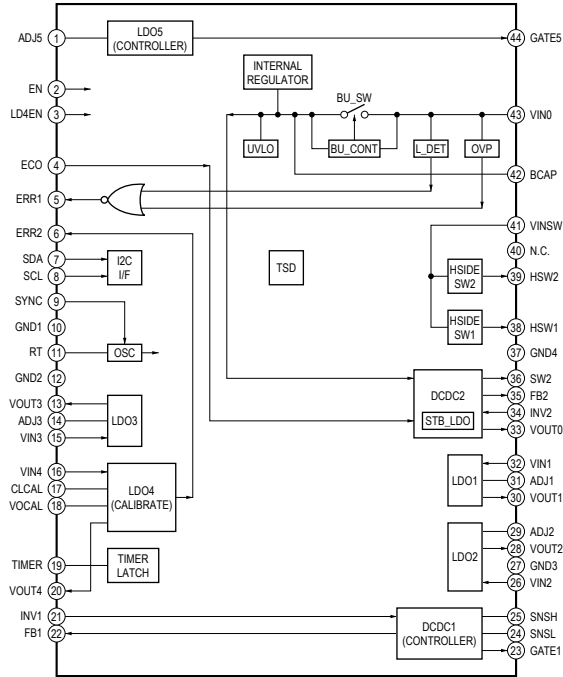 ADJ5 1 LDO5 (CONTROLLER) 44 GATE5
EN 2
LD4EN 3
INTERNAL
REGULATOR
BU_SW
43 VIN0
UVLO BU_CONT L_DET OVP
ECO 4
42 BCAP
ERR1 5
ERR2 6
41 VINSW
40 N.C.
SDA 7
SCL 8
I2C
I/F
TSD
HSIDE
SW2
39 HSW2
SYNC 9
GND1 10
HSIDE
SW1
38 HSW1
RT 11 OSC
37 GND4
GND2 12
VOUT3 13
ADJ3 14
VIN3 15
LDO3
DCDC2
STB_LDO
36 SW2
35 FB2
34 INV2
33 VOUT0
VIN4 16
CLCAL 17
VOCAL 18
LDO4
(CALIBRATE)
LDO1
32 VIN1
31 ADJ1
30 VOUT1
TIMER 19
TIMER
LATCH
VOUT4 20
LDO2
29 ADJ2
28 VOUT2
27 GND3
26 VIN2
INV1 21
FB1 22
DCDC1
(CONTROLLER)
25 SNSH
24 SNSL
23 GATE1